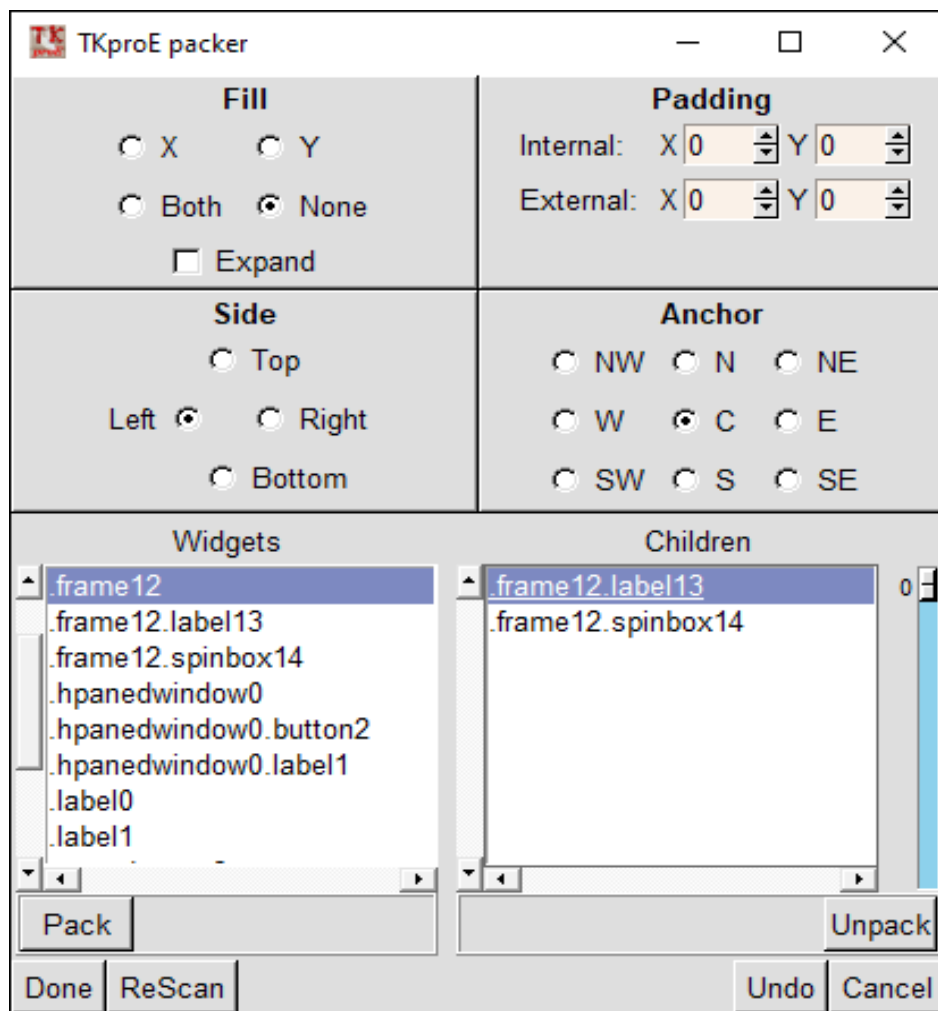 TKproE packer
Fill
X Y
Both None
Expand
Padding
Internal: X 0 Y 0
External: X 0 Y 0
Side
Top
Left Right
Bottom
Anchor
NW N NE
W C E
SW S SE
Widgets
.frame12
.frame12.label13
.frame12.spinbox14
.hpanedwindow0
.hpanedwindow0.button2
.hpanedwindow0.label1
.label0
.label1
Pack
Children
.frame12.label13
.frame12.spinbox14
0
Unpack
Done ReScan Undo Cancel